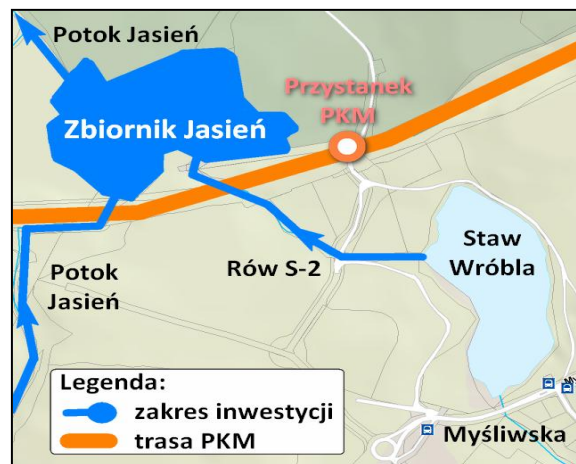 Potok Jasień
Zbiornik Jasień
Przystanek
PKM
Staw
Wróbla
Rów S-2
Potok
Jasień
Legenda:
zakres inwestycji
trasa PKM
Myśliwska